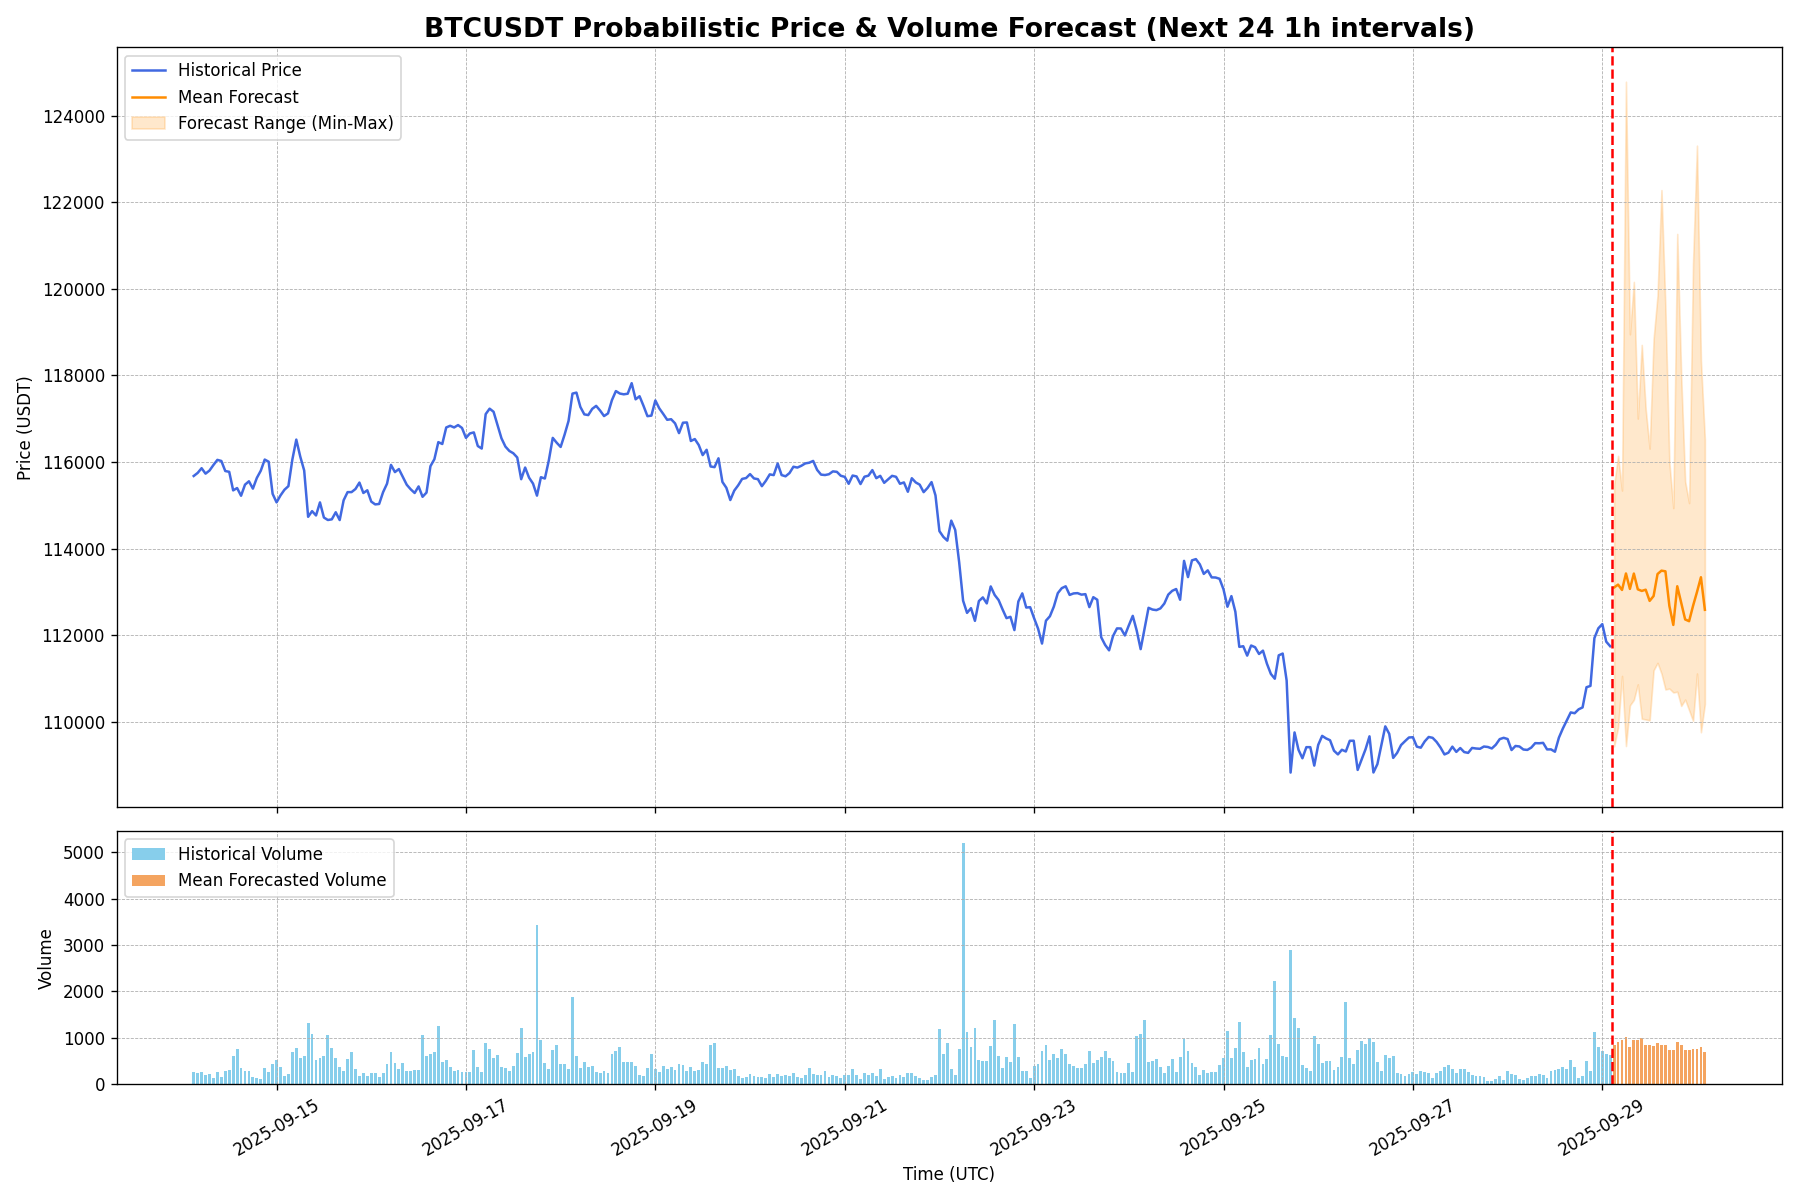 BTCUSDT Probabilistic Price & Volume Forecast (Next 24 1h intervals)
Historical Price
Mean Forecast
Forecast Range (Min-Max)
124000
122000
120000
118000
116000
114000
112000
110000
Price (USDT)
Historical Volume
Mean Forecasted Volume
5000
4000
3000
2000
1000
0
Volume
2025-09-15
2025-09-17
2025-09-19
2025-09-21
2025-09-23
2025-09-25
2025-09-27
2025-09-29
Time (UTC)